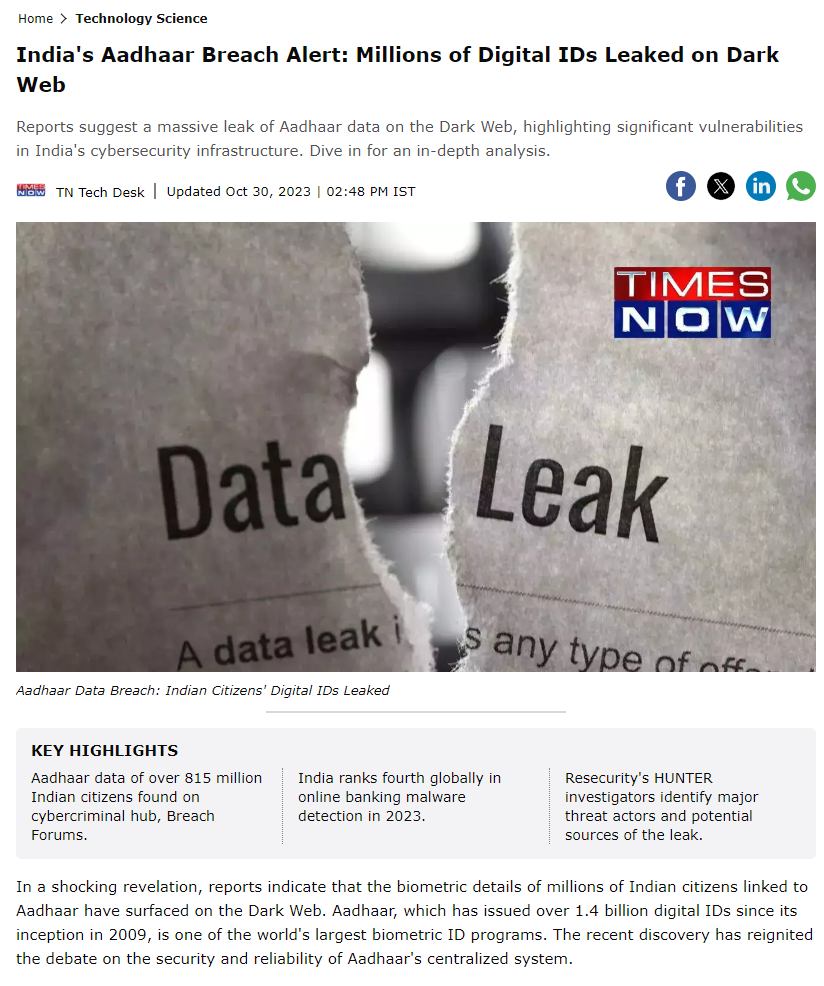 Home > Technology Science
India's Aadhaar Breach Alert: Millions of Digital IDs Leaked on Dark
Web
Reports suggest a massive leak of Aadhaar data on the Dark Web, highlighting significant vulnerabilities
in India's cybersecurity infrastructure. Dive in for an in-depth analysis.
TIMES NOW TN Tech Desk | Updated Oct 30, 2023 | 02:48 PM IST
TIMES
NOW
Data Leak
A data leak is any type of offe
Aadhaar Data Breach: Indian Citizens' Digital IDs Leaked
KEY HIGHLIGHTS
Aadhaar data of over 815 million
Indian citizens found on
cybercriminal hub, Breach
Forums.
India ranks fourth globally in
online banking malware
detection in 2023.
Resecurity's HUNTER
investigators identify major
threat actors and potential
sources of the leak.
In a shocking revelation, reports indicate that the biometric details of millions of Indian citizens linked to
Aadhaar have surfaced on the Dark Web. Aadhaar, which has issued over 1.4 billion digital IDs since its
inception in 2009, is one of the world's largest biometric ID programs. The recent discovery has reignited
the debate on the security and reliability of Aadhaar's centralized system.